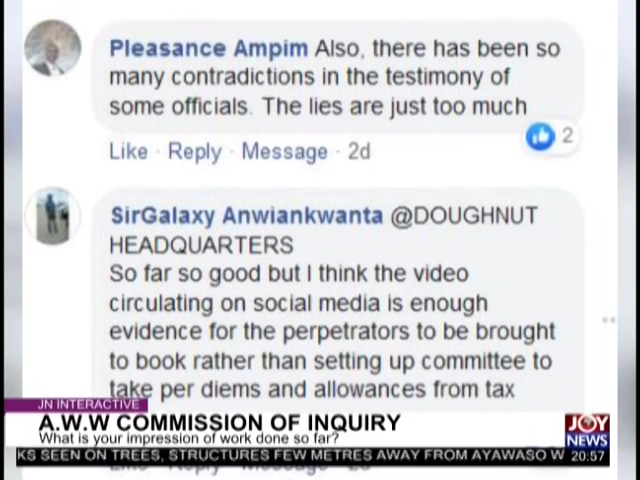 Pleasance Ampim Also, there has been so
many contradictions in the testimony of
some officials. The lies are just too much
2
Like · Reply · Message · 2d
SirGalaxy Anwiankwanta @DOUGHNUT
HEADQUARTERS
So far so good but I think the video
circulating on social media is enough
evidence for the perpetrators to be brought
to book rather than setting up committee to
take per diems and allowances from tax
JN INTERACTIVE
A.W.W COMMISSION OF INQUIRY
What is your impression of work done so far?
JOY
NEWS
KS SEEN ON TREES, STRUCTURES FEW METRES AWAY FROM AYAWASO W
20:57